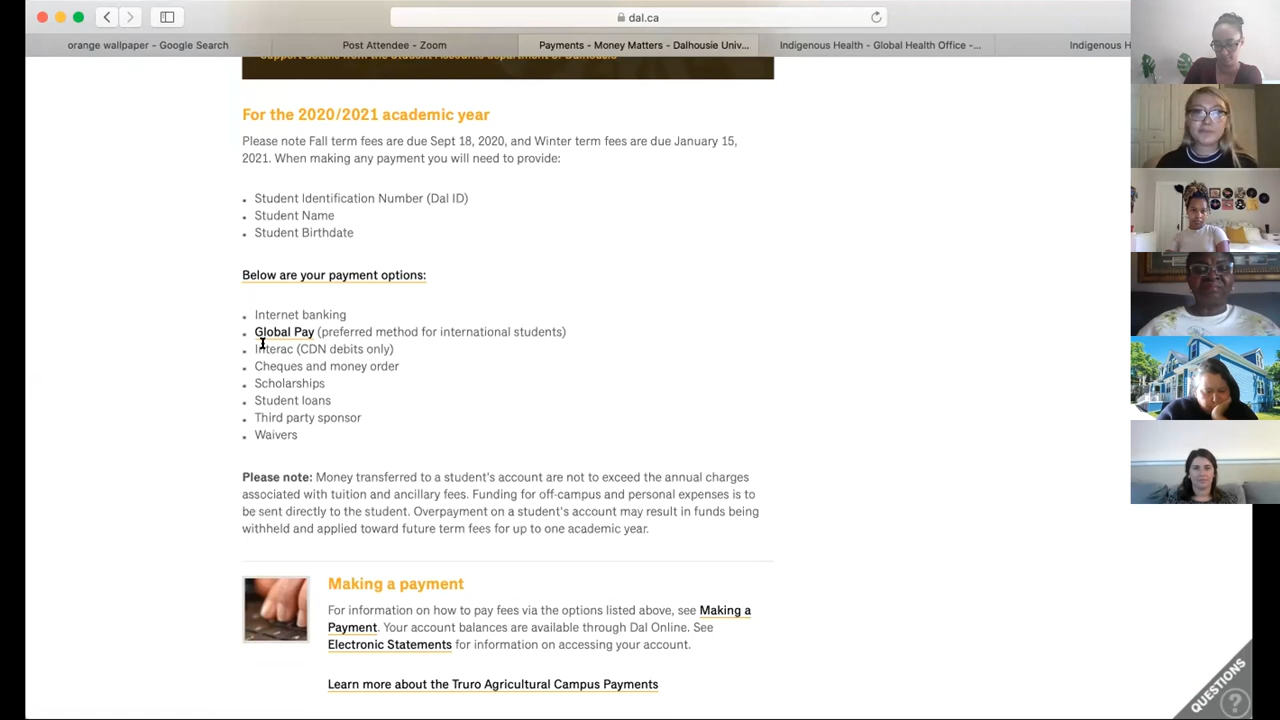 dal.ca
orange wallpaper - Google Search
Post Attendee - Zoom
Payments - Money Matters - Dalhousie Univ...
Indigenous Health - Global Health Office -...
Indigenous H
Support details from the Student Accounts department of Dalhousie
For the 2020/2021 academic year
Please note Fall term fees are due Sept 18, 2020, and Winter term fees are due January 15,
2021. When making any payment you will need to provide:
Student Identification Number (Dal ID)
Student Name
Student Birthdate
Below are your payment options:
Internet banking
Global Pay (preferred method for international students)
Interac (CDN debits only)
Cheques and money order
Scholarships
Student loans
Third party sponsor
Waivers
Please note: Money transferred to a student's account are not to exceed the annual charges
associated with tuition and ancillary fees. Funding for off-campus and personal expenses is to
be sent directly to the student. Overpayment on a student's account may result in funds being
withheld and applied toward future term fees for up to one academic year.
Making a payment
For information on how to pay fees via the options listed above, see Making a
Payment. Your account balances are available through Dal Online. See
Electronic Statements for information on accessing your account.
Learn more about the Truro Agricultural Campus Payments
QUESTIONS
?